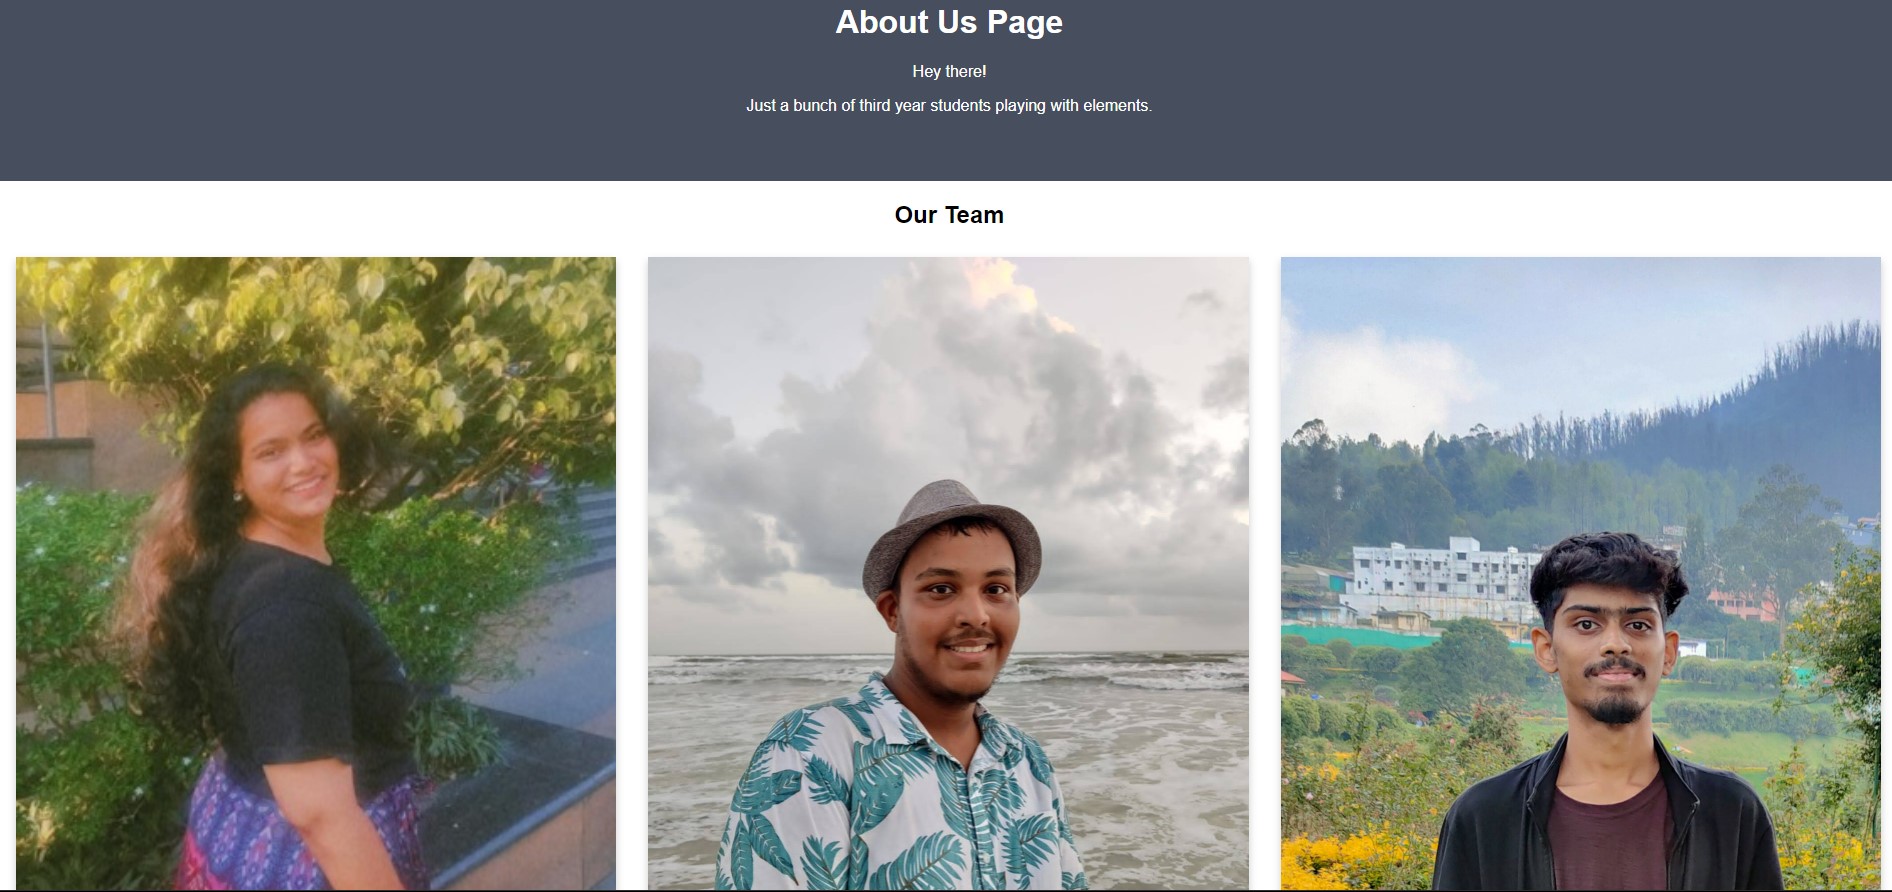 About Us Page
Hey there!
Just a bunch of third year students playing with elements.
Our Team